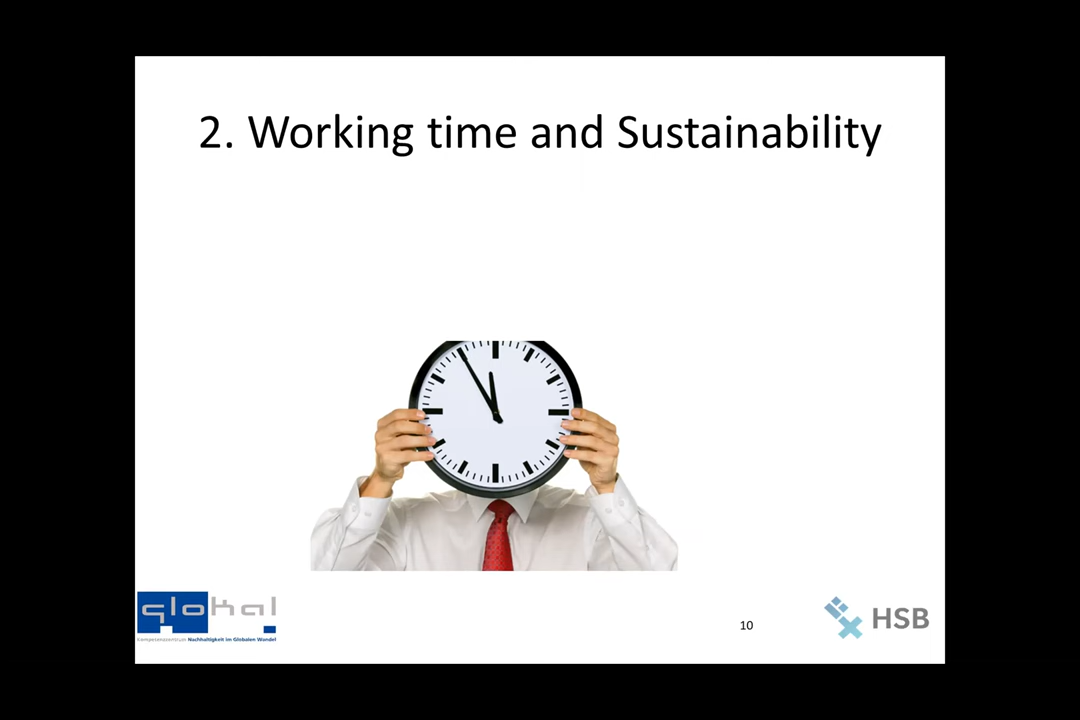 2. Working time and Sustainability
glokal
Kompetenzzentrum Nachhaltigkeit im Globalen Wandel
10
HSB